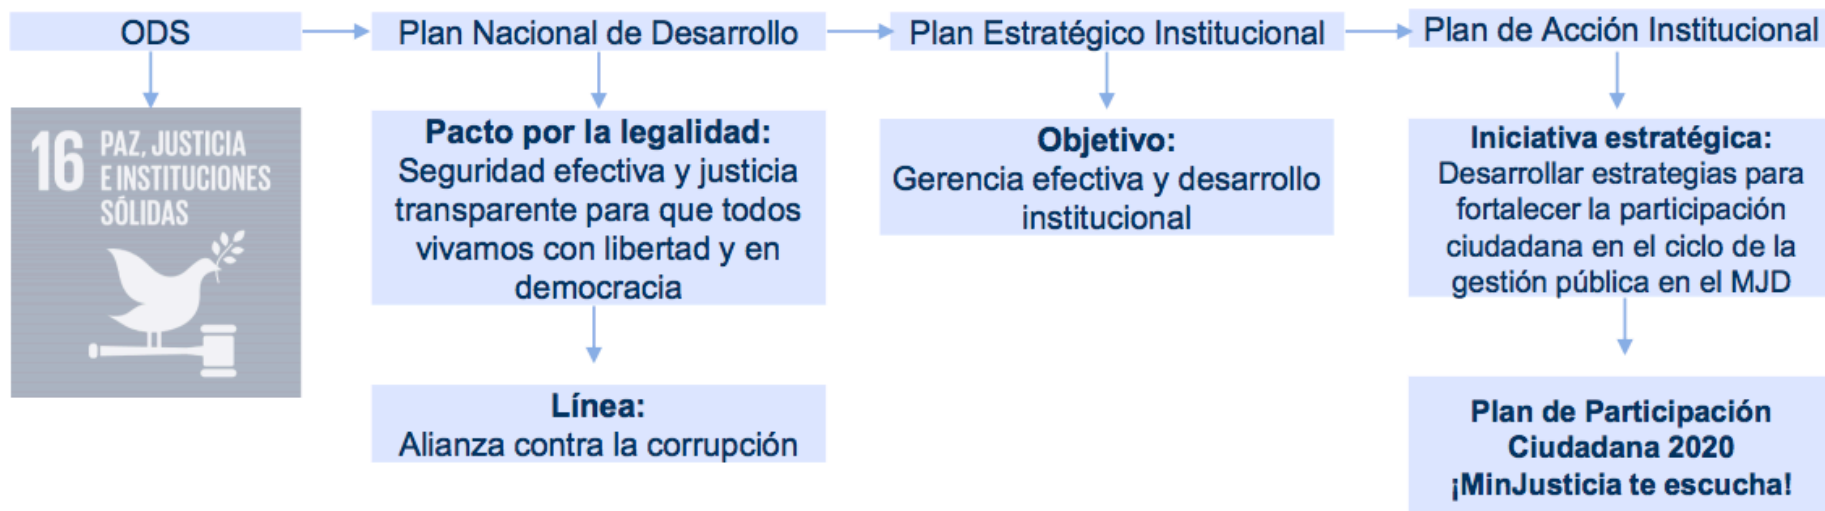 ODS
Plan Nacional de Desarrollo
Plan Estratégico Institucional
Plan de Acción Institucional
16 PAZ, JUSTICIA
E INSTITUCIONES
SÓLIDAS
Pacto por la legalidad:
Seguridad efectiva y justicia
transparente para que todos
vivamos con libertad y en
democracia
Línea:
Alianza contra la corrupción
Objetivo:
Gerencia efectiva y desarrollo
institucional
Iniciativa estratégica:
Desarrollar estrategias para
fortalecer la participación
ciudadana en el ciclo de la
gestión pública en el MJD
Plan de Participación
Ciudadana 2020
¡MinJusticia te escucha!